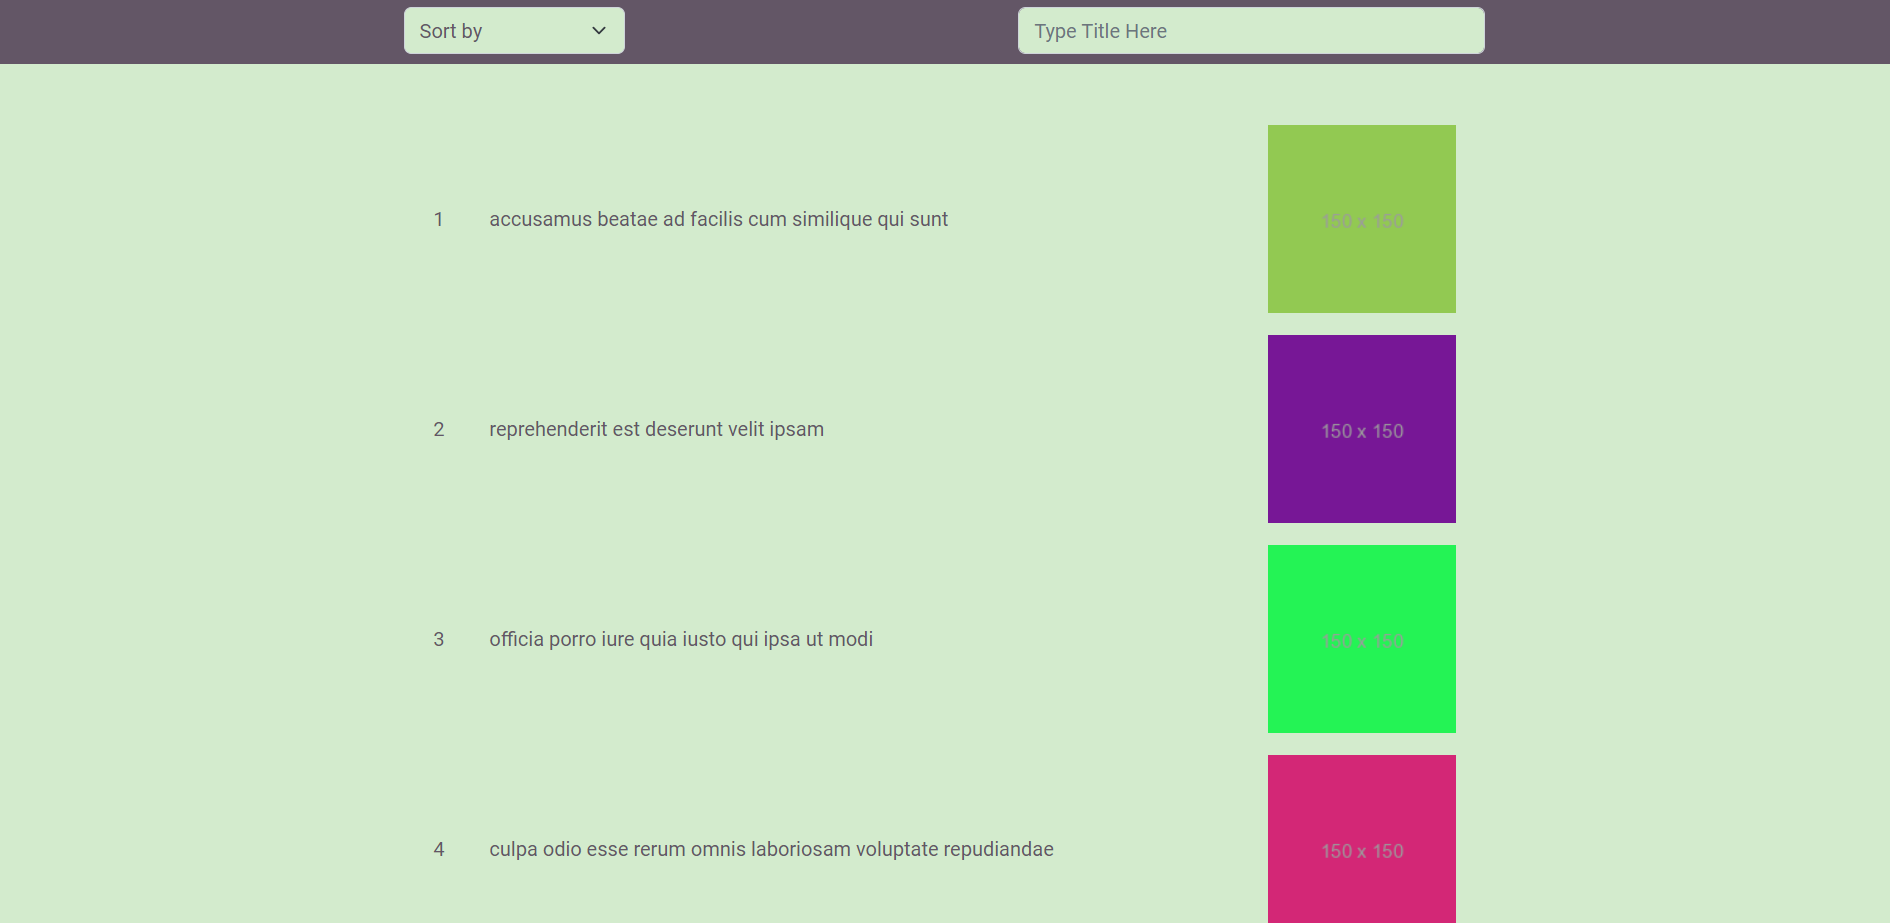 Sort by
Type Title Here
1 accusamus beatae ad facilis cum similique qui sunt
150 x 150
2 reprehenderit est deserunt velit ipsam
150 x 150
3 officia porro iure quia iusto qui ipsa ut modi
150 x 150
4 culpa odio esse rerum omnis laboriosam voluptate repudiandae
150 x 150